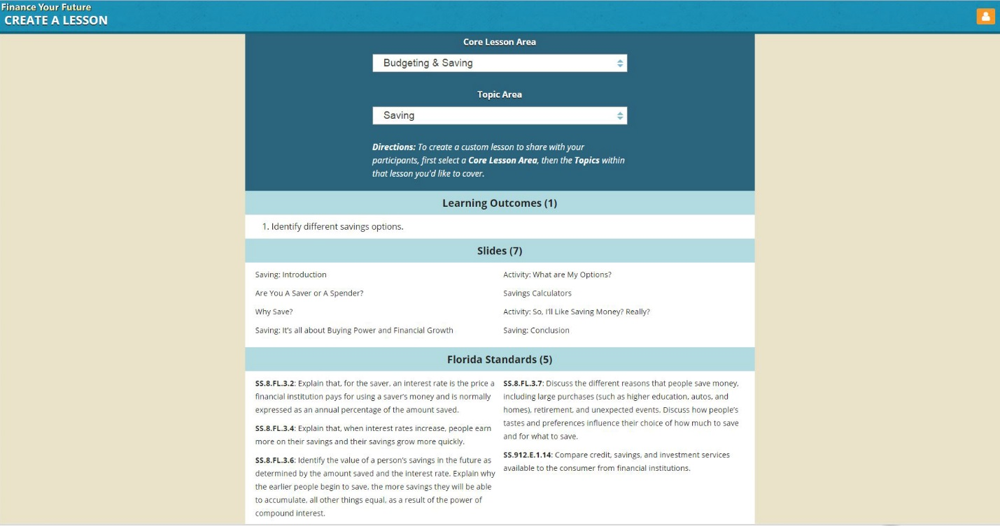 Finance Your Future
CREATE A LESSON
Core Lesson Area
Budgeting & Saving
Topic Area
Saving
Directions: To create a custom lesson to share with your
participants, first select a Core Lesson Area, then the Topics within
that lesson you'd like to cover.
Learning Outcomes (1)
1. Identify different savings options.
Slides (7)
Saving: Introduction
Are You A Saver or A Spender?
Why Save?
Saving: It's all about Buying Power and Financial Growth
Activity: What are My Options?
Savings Calculators
Activity: So, I'll Like Saving Money? Really?
Saving: Conclusion
Florida Standards (5)
SS.8.FL.3.2: Explain that, for the saver, an interest rate is the price a
financial institution pays for using a saver's money and is normally
expressed as an annual percentage of the amount saved.
SS.8.FL.3.4: Explain that, when interest rates increase, people earn
more on their savings and their savings grow more quickly.
SS.8.FL.3.6: Identify the value of a person's savings in the future as
determined by the amount saved and the interest rate. Explain why
the earlier people begin to save, the more savings they will be able
to accumulate, all other things equal, as a result of the power of
compound interest.
SS.8.FL.3.7: Discuss the different reasons that people save money,
including large purchases (such as higher education, autos, and
homes), retirement, and unexpected events. Discuss how people's
tastes and preferences influence their choice of how much to save
and for what to save.
SS.912.E.1.14: Compare credit, savings, and investment services
available to the consumer from financial institutions.